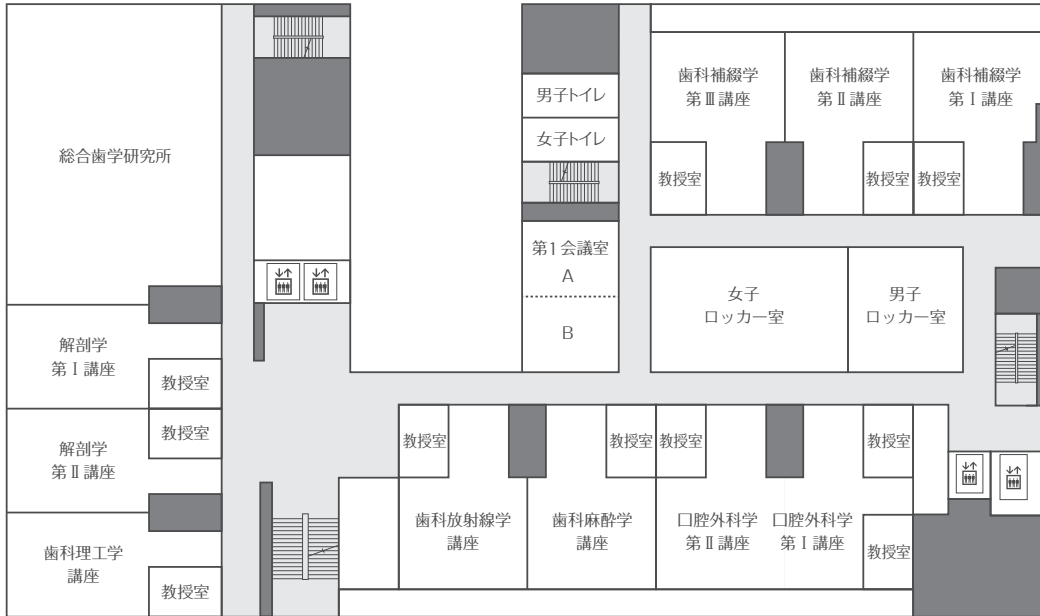 総合歯学研究所
解剖学
第Ⅰ講座
教授室
教授室
解剖学
第Ⅱ講座
歯科理工学
講座
教授室
男子トイレ
女子トイレ
第1会議室
A
B
歯科補綴学
第Ⅲ講座
歯科補綴学
第Ⅱ講座
歯科補綴学
第Ⅰ講座
教授室
教授室
教授室
女子
ロッカー室
男子
ロッカー室
教授室
教授室
教授室
教授室
歯科放射線学
講座
歯科麻酔学
講座
口腔外科学
第Ⅱ講座
口腔外科学
第Ⅰ講座
教授室